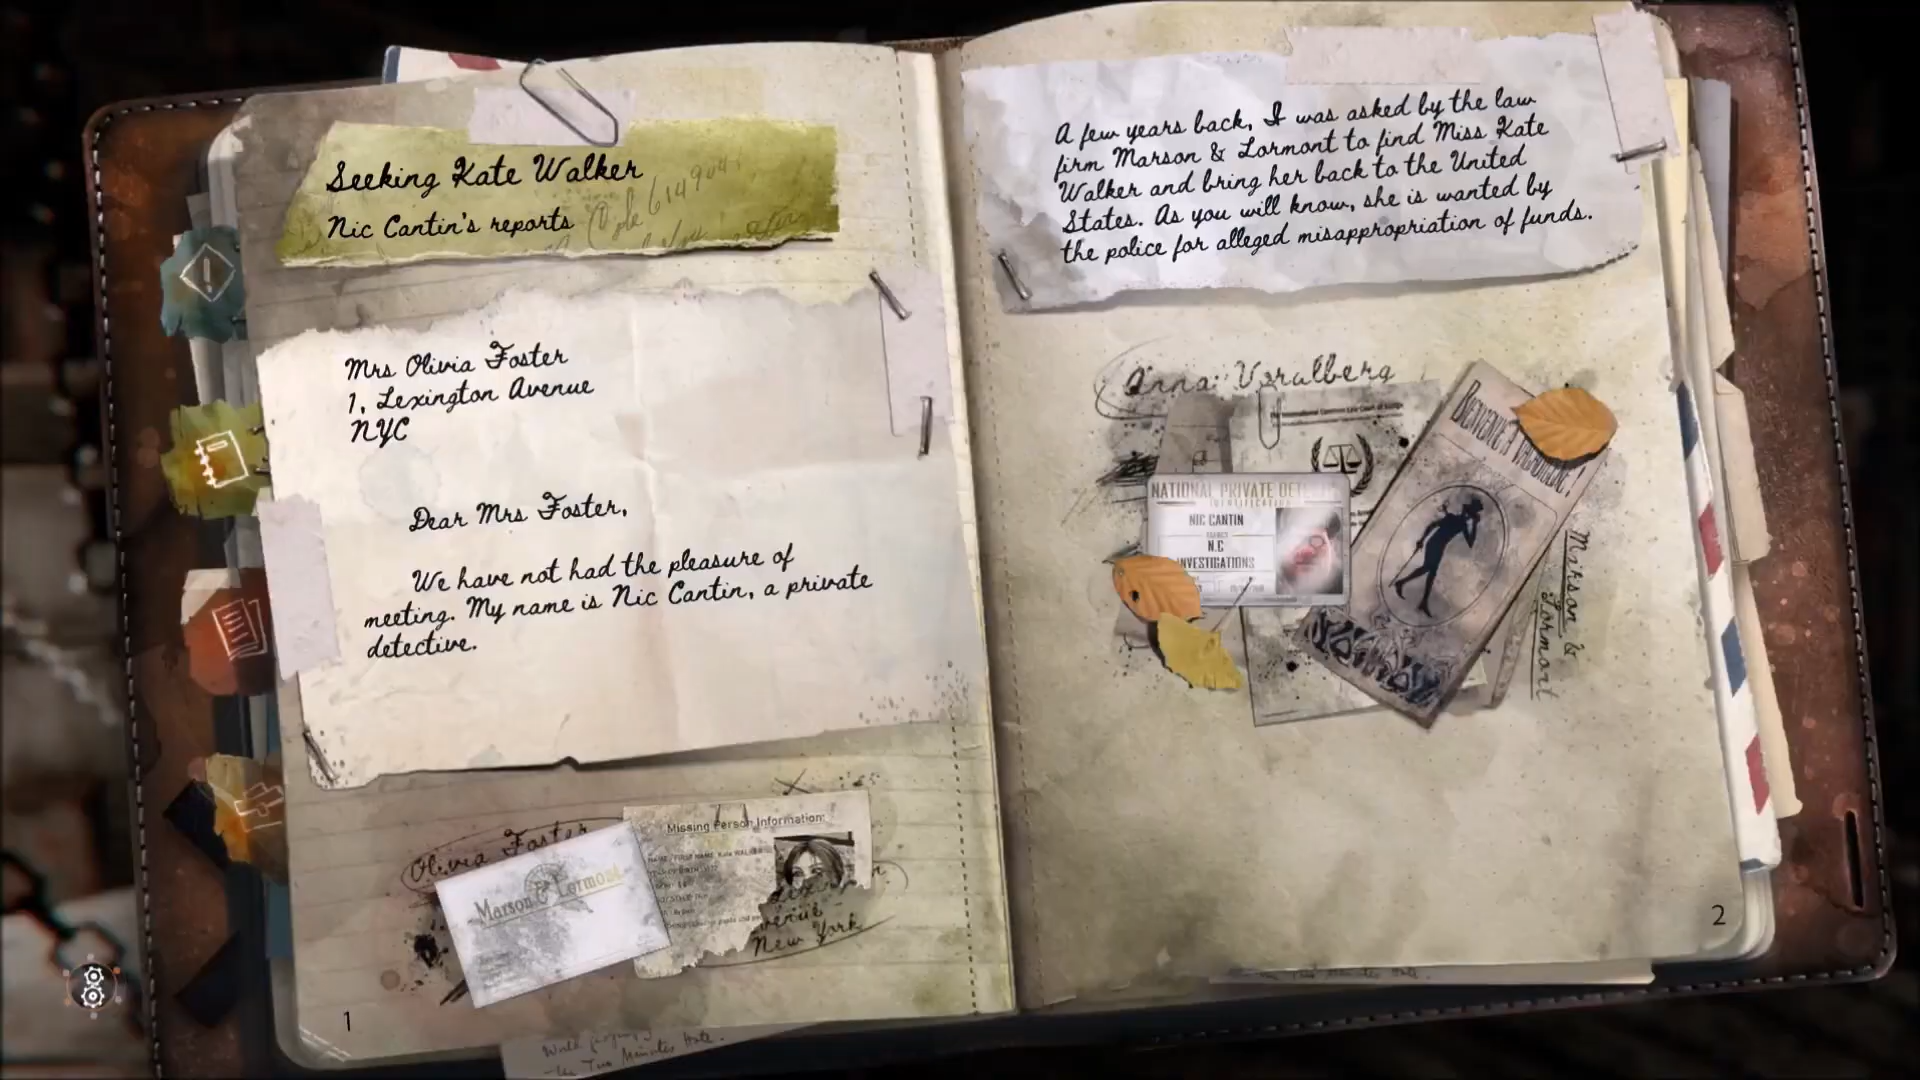 Seeking Kate Walker
Nic Cantin's reports
Mrs Olivia Foster
1, Lexington Avenue
NYC
Dear Mrs Foster,
We have not had the pleasure of
meeting. My name is Nic Cantin, a private
detective.
Olivia Foster
Marson & Lormont
Missing Person Information:
New York
1
A few years back, I was asked by the law
firm Marson & Lormont to find Miss Kate
Walker and bring her back to the United
States. As you will know, she is wanted by
the police for alleged misappropriation of funds.
Anna Voralberg
NATIONAL PRIVATE
IDENTIFICATION
NIC CANTIN
N.C
INVESTIGATIONS
Marson &
Lormont
2